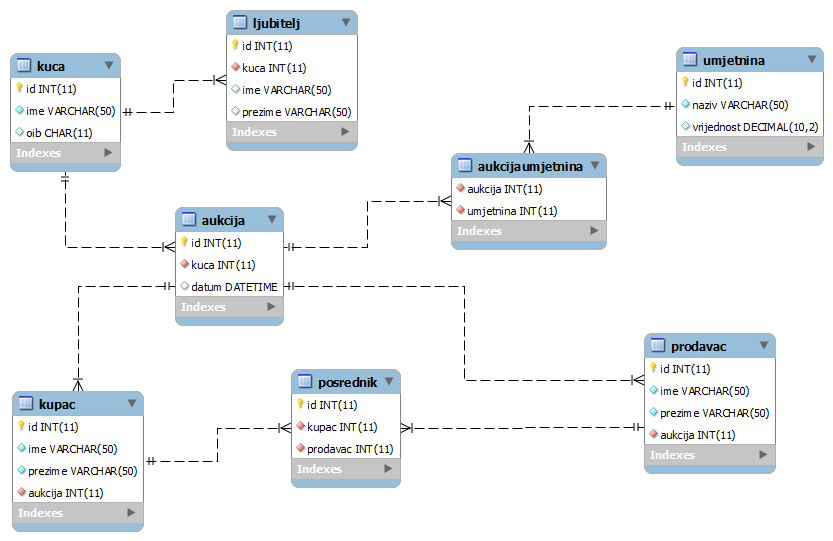 kuca
id INT(11)
ime VARCHAR(50)
oib CHAR(11)
Indexes
ljubitelj
id INT(11)
kuca INT(11)
ime VARCHAR(50)
prezime VARCHAR(50)
Indexes
umjetnina
id INT(11)
naziv VARCHAR(50)
vrijednost DECIMAL(10,2)
Indexes
aukcijaumjetnina
aukcija INT(11)
umjetnina INT(11)
Indexes
aukcija
id INT(11)
kuca INT(11)
datum DATETIME
Indexes
kupac
id INT(11)
ime VARCHAR(50)
prezime VARCHAR(50)
aukcija INT(11)
Indexes
posrednik
id INT(11)
kupac INT(11)
prodavac INT(11)
Indexes
prodavac
id INT(11)
ime VARCHAR(50)
prezime VARCHAR(50)
aukcija INT(11)
Indexes